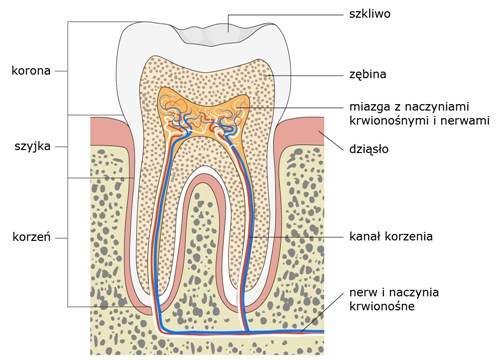 szkliwo
korona
zębina
miazga z naczyniami
krwionośnymi i nerwami
szyjka
dziąsło
korzeń
kanał korzenia
nerw i naczynia
krwionośne